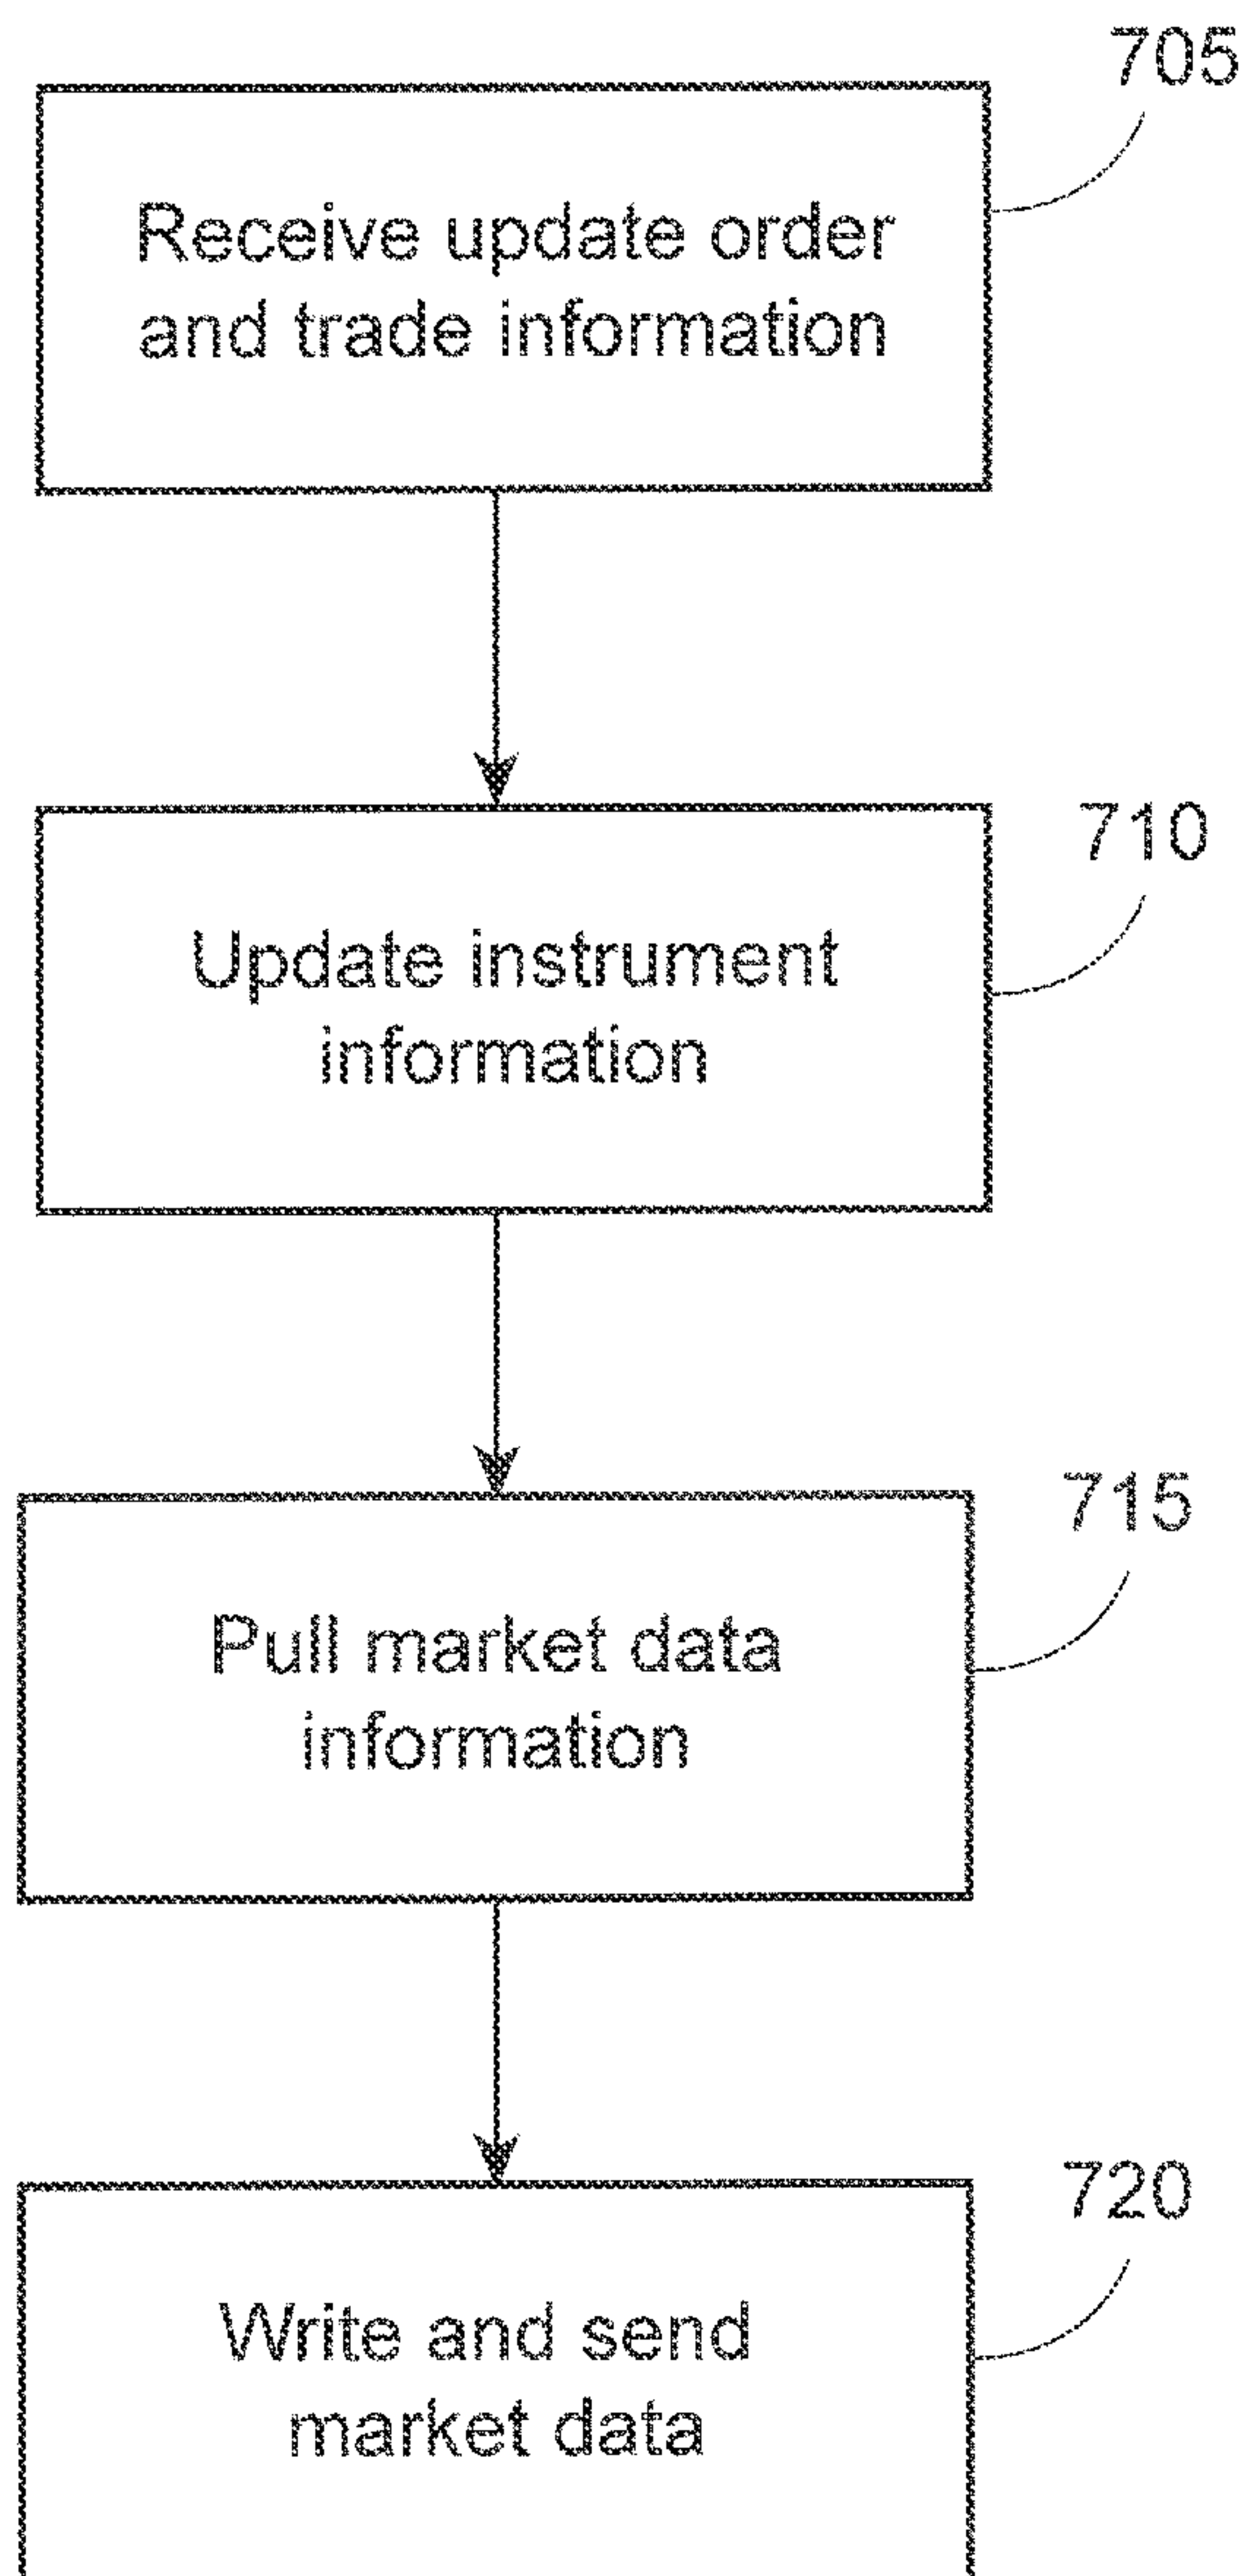 705
Receive update order
and trade information
710
Update instrument
information
715
Pull market data
information
720
Write and send
market data